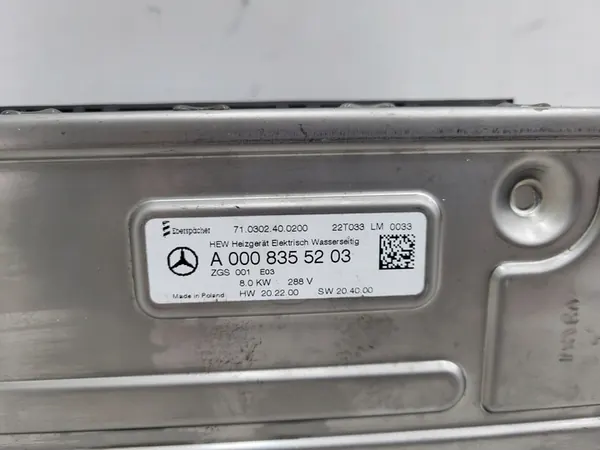 Eberspächer 71.0302.40.0200 22T033 LM 0033
HEW Heizgerät Elektrisch Wasserseitig
A 000 835 52 03
ZGS 001 E03
8.0 KW 288 V
Made in Poland HW 20.22.00 SW 20.40.00